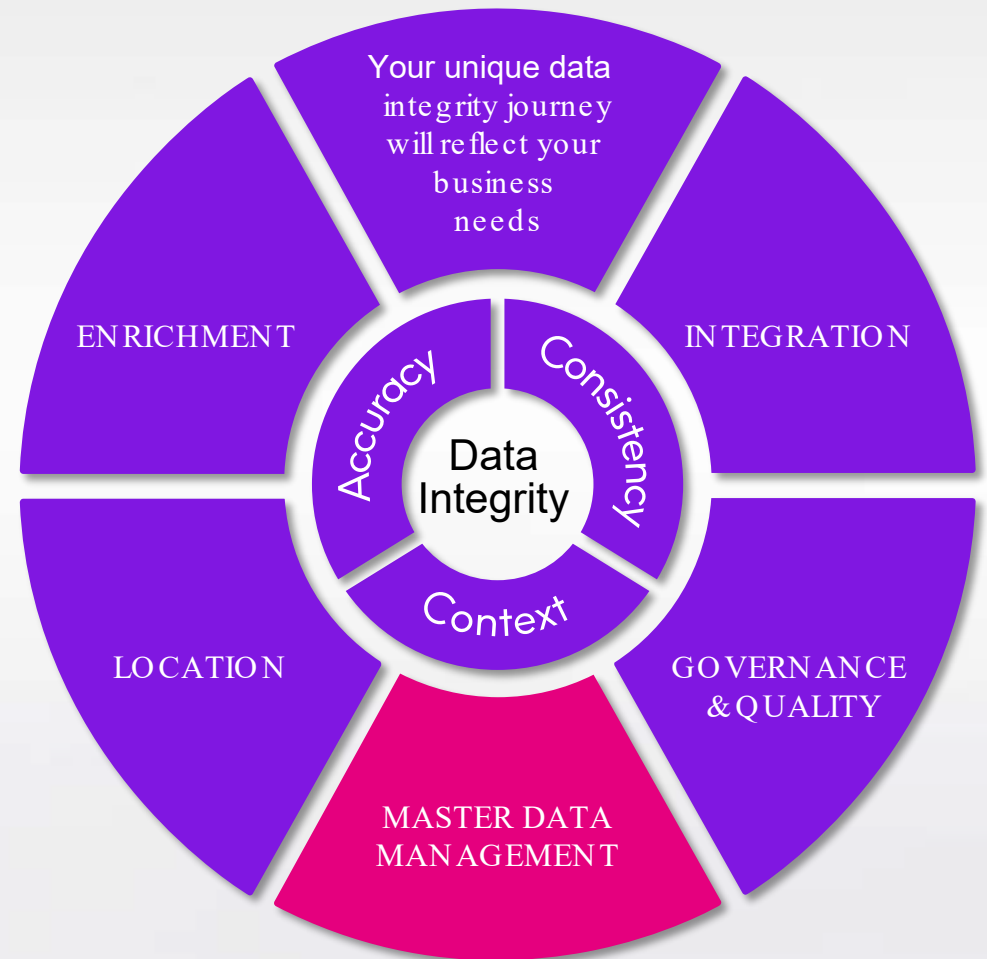 Your unique data
integrity journey
will reflect your
business
needs
ENRICHMENT
INTEGRATION
Accuracy
Consistency
Data
Integrity
Context
LOCATION
GOVERNANCE
& QUALITY
MASTER DATA
MANAGEMENT